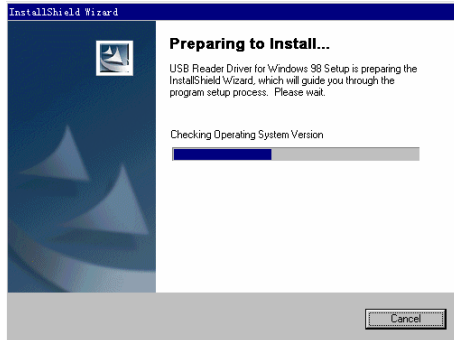 InstallShield Wizard
Preparing to Install...
USB Reader Driver for Windows 98 Setup is preparing the
InstallShield Wizard, which will guide you through the
program setup process. Please wait.
Checking Operating System Version
Cancel